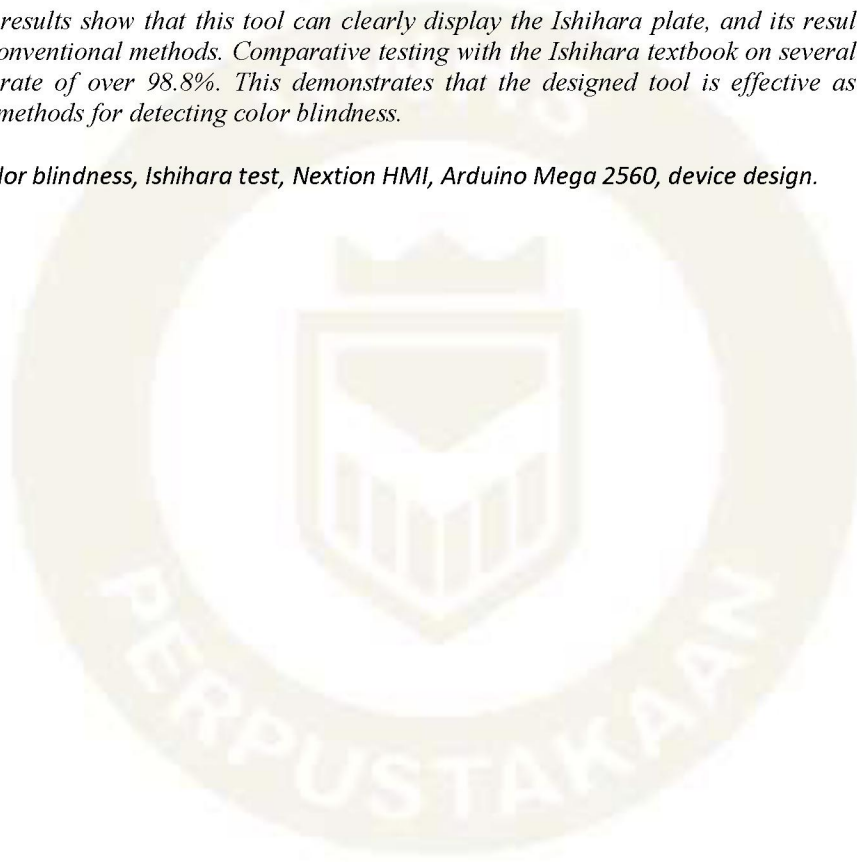 results show that this tool can clearly display the Ishihara plate, and its resul
onventional methods. Comparative testing with the Ishihara textbook on several
rate of over 98.8%. This demonstrates that the designed tool is effective as
methods for detecting color blindness.
lor blindness, Ishihara test, Nextion HMI, Arduino Mega 2560, device design.
PERPUSTAKAAN